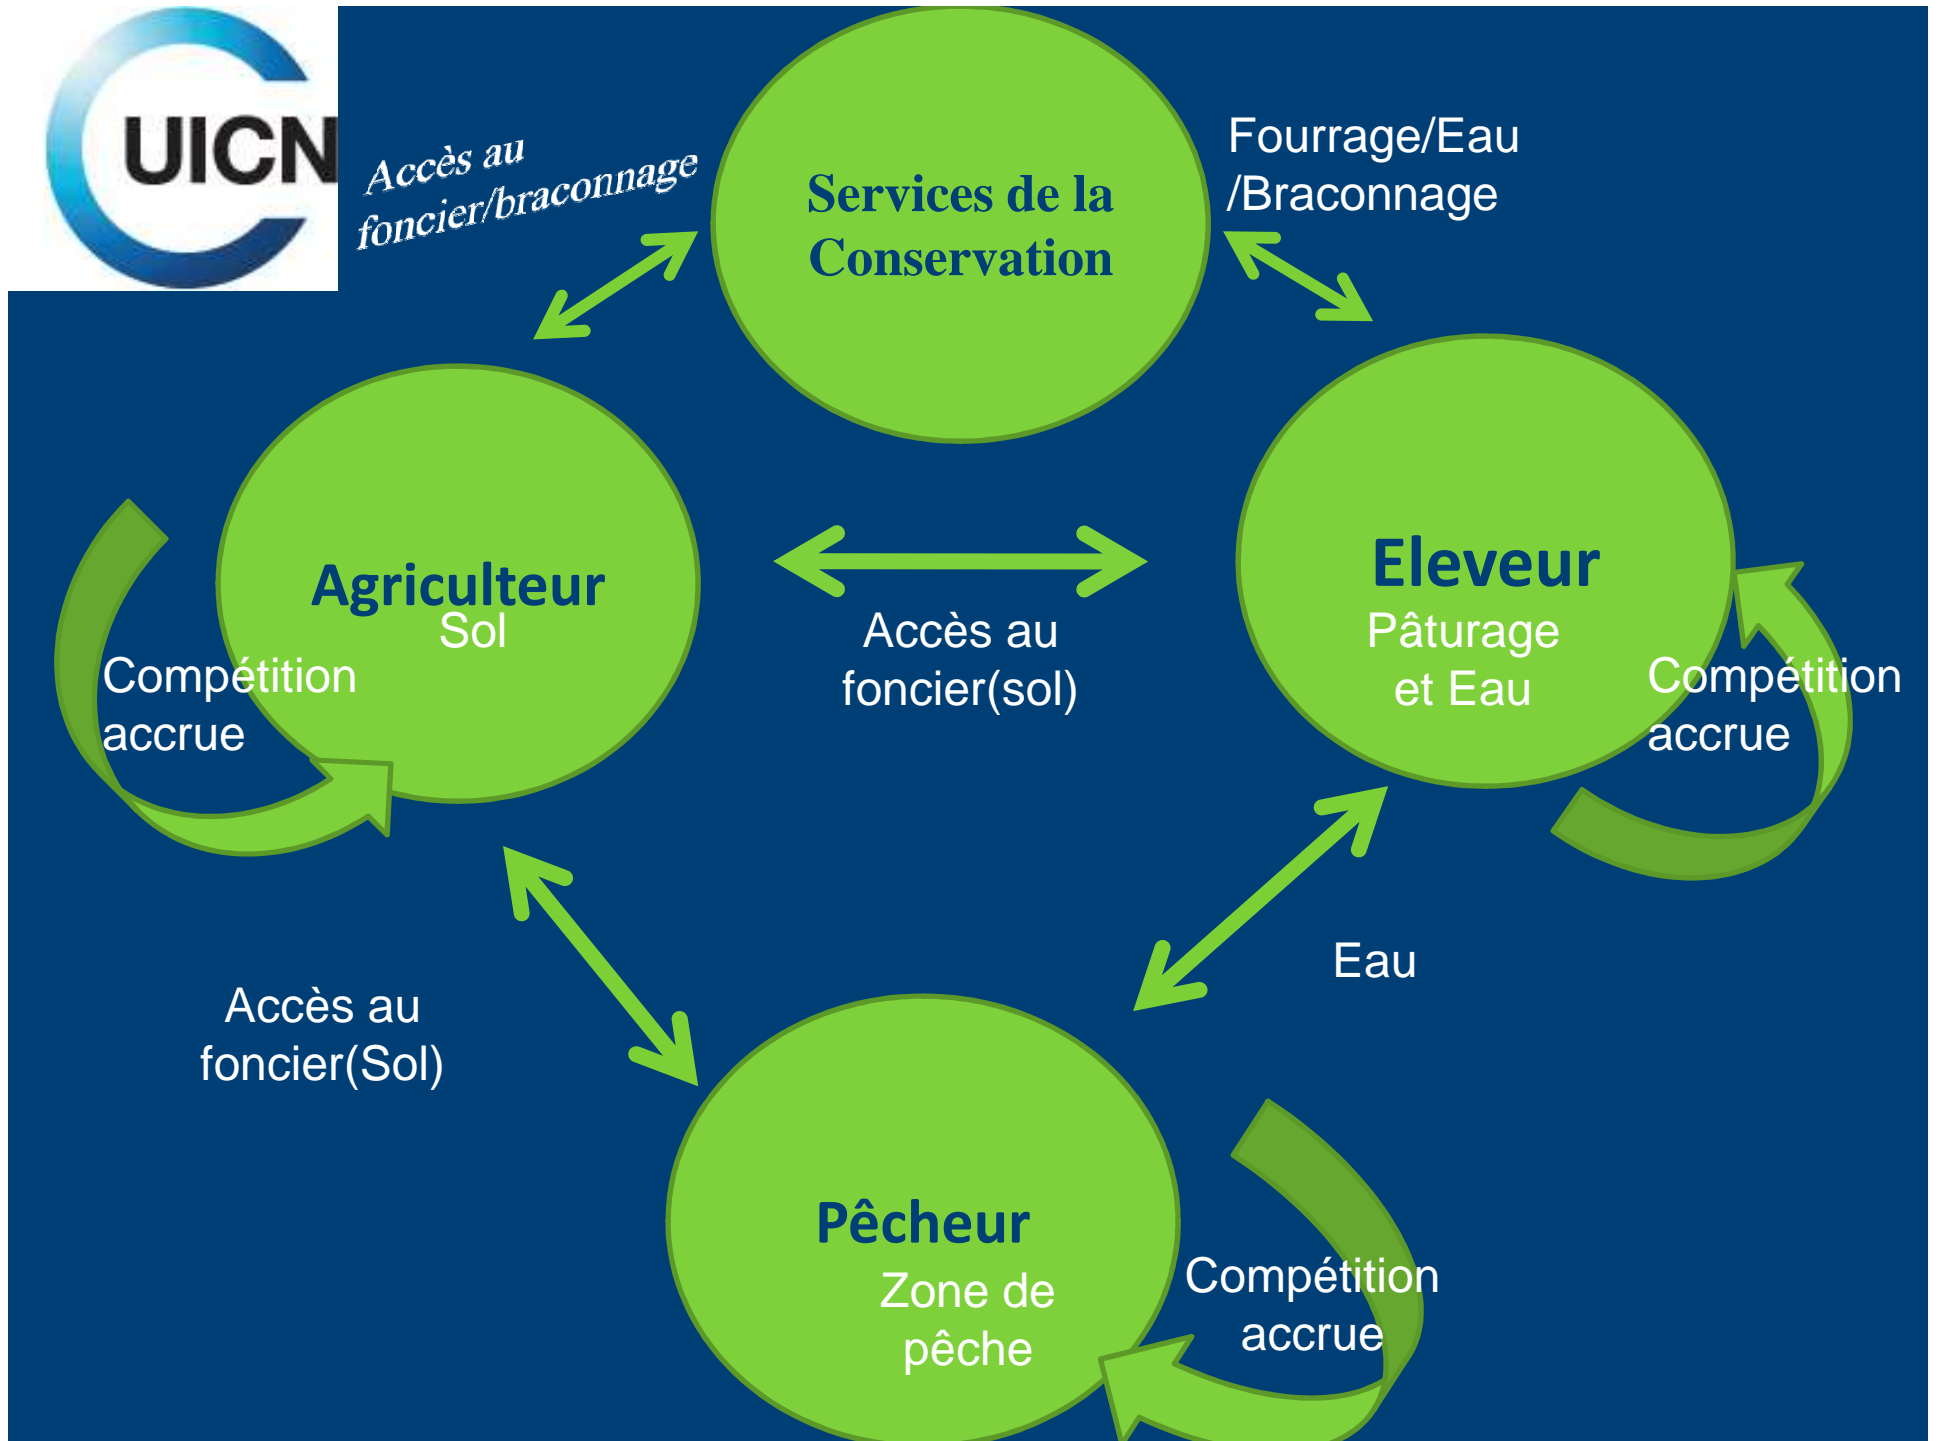 UICN
Accès au
foncier/braconnage
Services de la
Conservation
Fourrage/Eau
/Braconnage
Agriculteur
Sol
Compétition
accrue
Accès au
foncier(sol)
Eleveur
Pâturage
et Eau
Compétition
accrue
Accès au
foncier(Sol)
Eau
Pêcheur
Zone de
pêche
Compétition
accrue